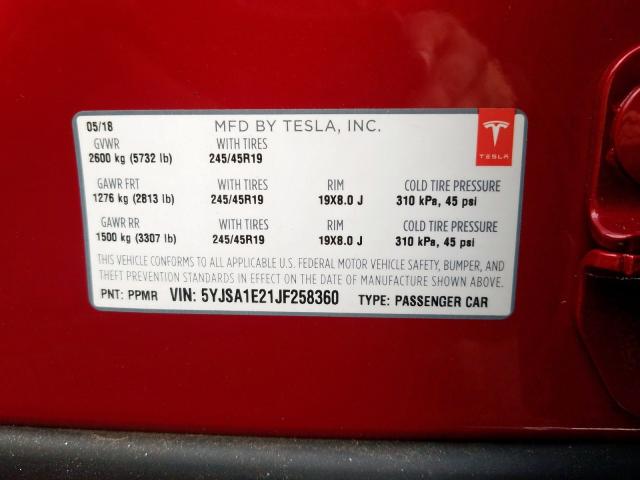 05/18 MFD BY TESLA, INC.
GVWR WITH TIRES
2600 kg (5732 lb) 245/45R19
TESLA
GAWR FRT WITH TIRES RIM COLD TIRE PRESSURE
1276 kg (2813 lb) 245/45R19 19X8.0 J 310 kPa, 45 psi
GAWR RR WITH TIRES RIM COLD TIRE PRESSURE
1500 kg (3307 lb) 245/45R19 19X8.0 J 310 kPa, 45 psi
THIS VEHICLE CONFORMS TO ALL APPLICABLE U.S. FEDERAL MOTOR VEHICLE SAFETY, BUMPER, AND
THEFT PREVENTION STANDARDS IN EFFECT ON THE DATE OF MANUFACTURE SHOWN ABOVE.
PNT: PPMR VIN: 5YJSA1E21JF258360 TYPE: PASSENGER CAR